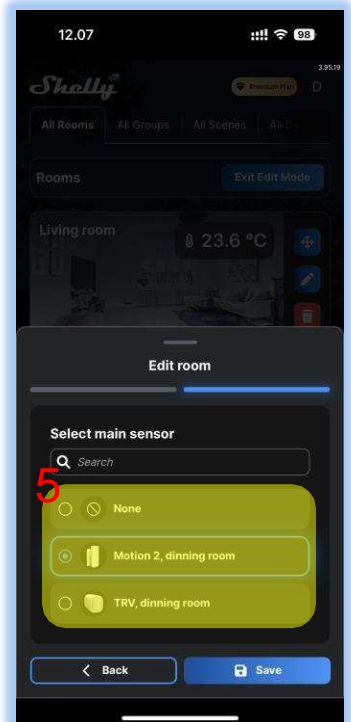 12.07
98
3.95.19
Shelly
Premium Plan
D
All Rooms All Groups All Scenes
Rooms
Exit Edit Mode
Living room
23.6 °C
Edit room
Select main sensor
Search
5
None
Motion 2, dinning room
TRV, dinning room
Back
Save